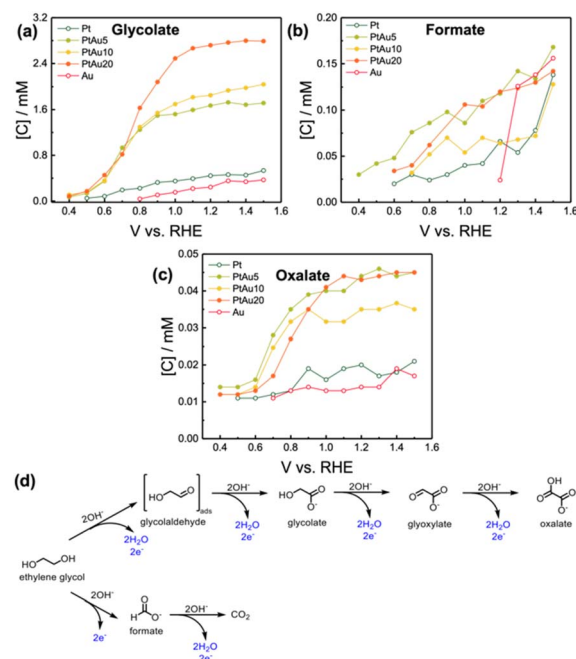 (a) Glycolate
Pt
PtAu5
PtAu10
PtAu20
Au
[C] / mM
3.2
2.4
1.6
0.8
0.0
0.4 0.6 0.8 1.0 1.2 1.4 1.6
V vs. RHE
(b) Formate
Pt
PtAu5
PtAu10
PtAu20
Au
[C] / mM
0.20
0.15
0.10
0.05
0.00
0.4 0.6 0.8 1.0 1.2 1.4 1.6
V vs. RHE
(c) Oxalate
Pt
PtAu5
PtAu10
PtAu20
Au
[C] / mM
0.05
0.04
0.03
0.02
0.01
0.00
0.4 0.6 0.8 1.0 1.2 1.4 1.6
V vs. RHE
(d)
HO OH
ethylene glycol
2OH-
2H2O
2e-
HO O
ads
glycolaldehyde
2OH-
2H2O
2e-
HO O
O-
glycolate
2OH-
2H2O
2e-
O O
O-
glyoxylate
2OH-
2H2O
2e-
OH
O O
O-
oxalate
2OH-
2e-
O
H O-
formate
2OH-
2H2O
2e-
CO2